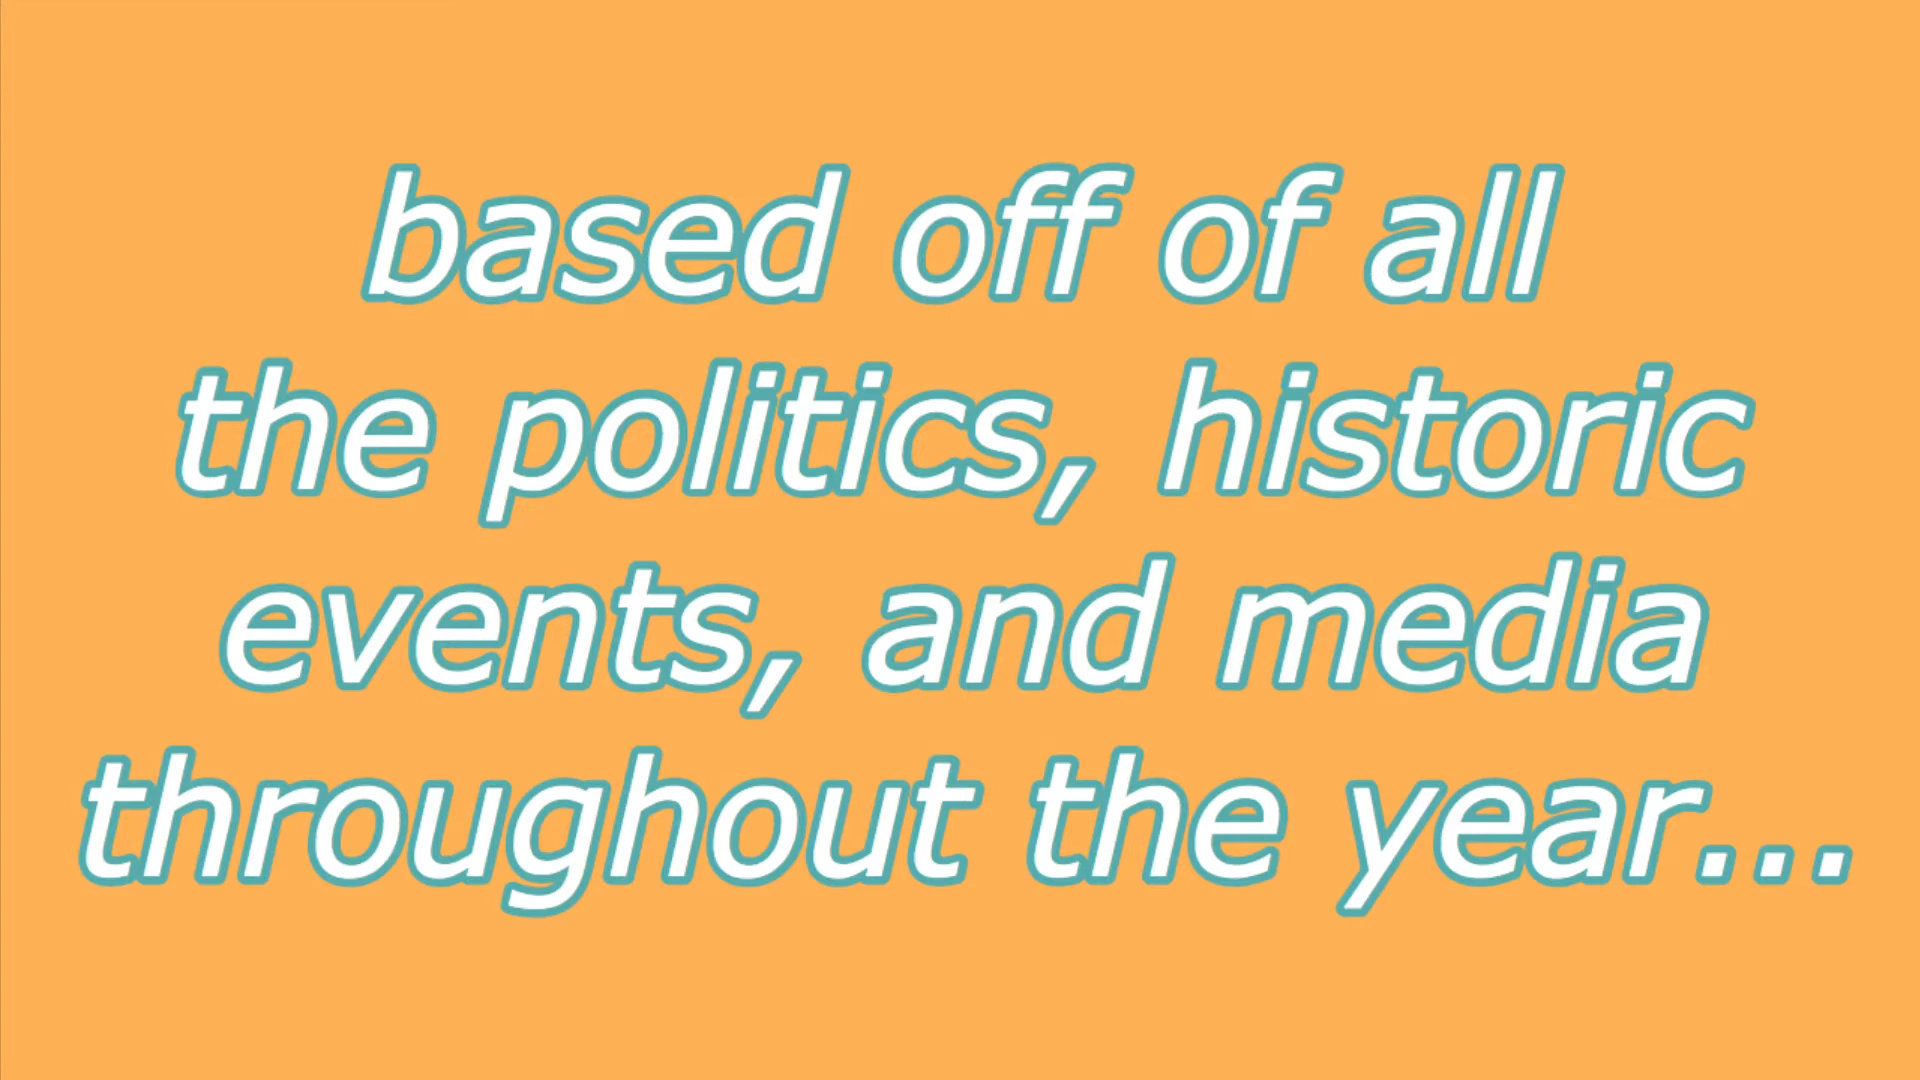 based off of all
the politics, historic
events, and media
throughout the year...